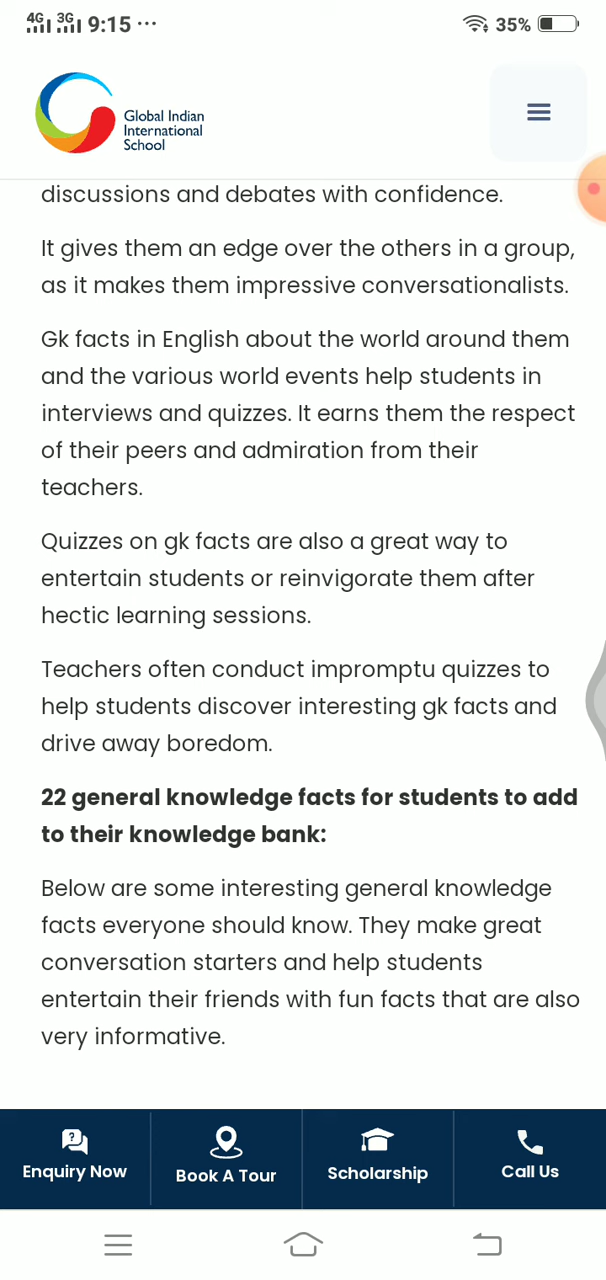 4G 3G 9:15 ... 35%
Global Indian
International
School
discussions and debates with confidence.
It gives them an edge over the others in a group,
as it makes them impressive conversationalists.
Gk facts in English about the world around them
and the various world events help students in
interviews and quizzes. It earns them the respect
of their peers and admiration from their
teachers.
Quizzes on gk facts are also a great way to
entertain students or reinvigorate them after
hectic learning sessions.
Teachers often conduct impromptu quizzes to
help students discover interesting gk facts and
drive away boredom.
22 general knowledge facts for students to add
to their knowledge bank:
Below are some interesting general knowledge
facts everyone should know. They make great
conversation starters and help students
entertain their friends with fun facts that are also
very informative.
Enquiry Now Book A Tour Scholarship Call Us